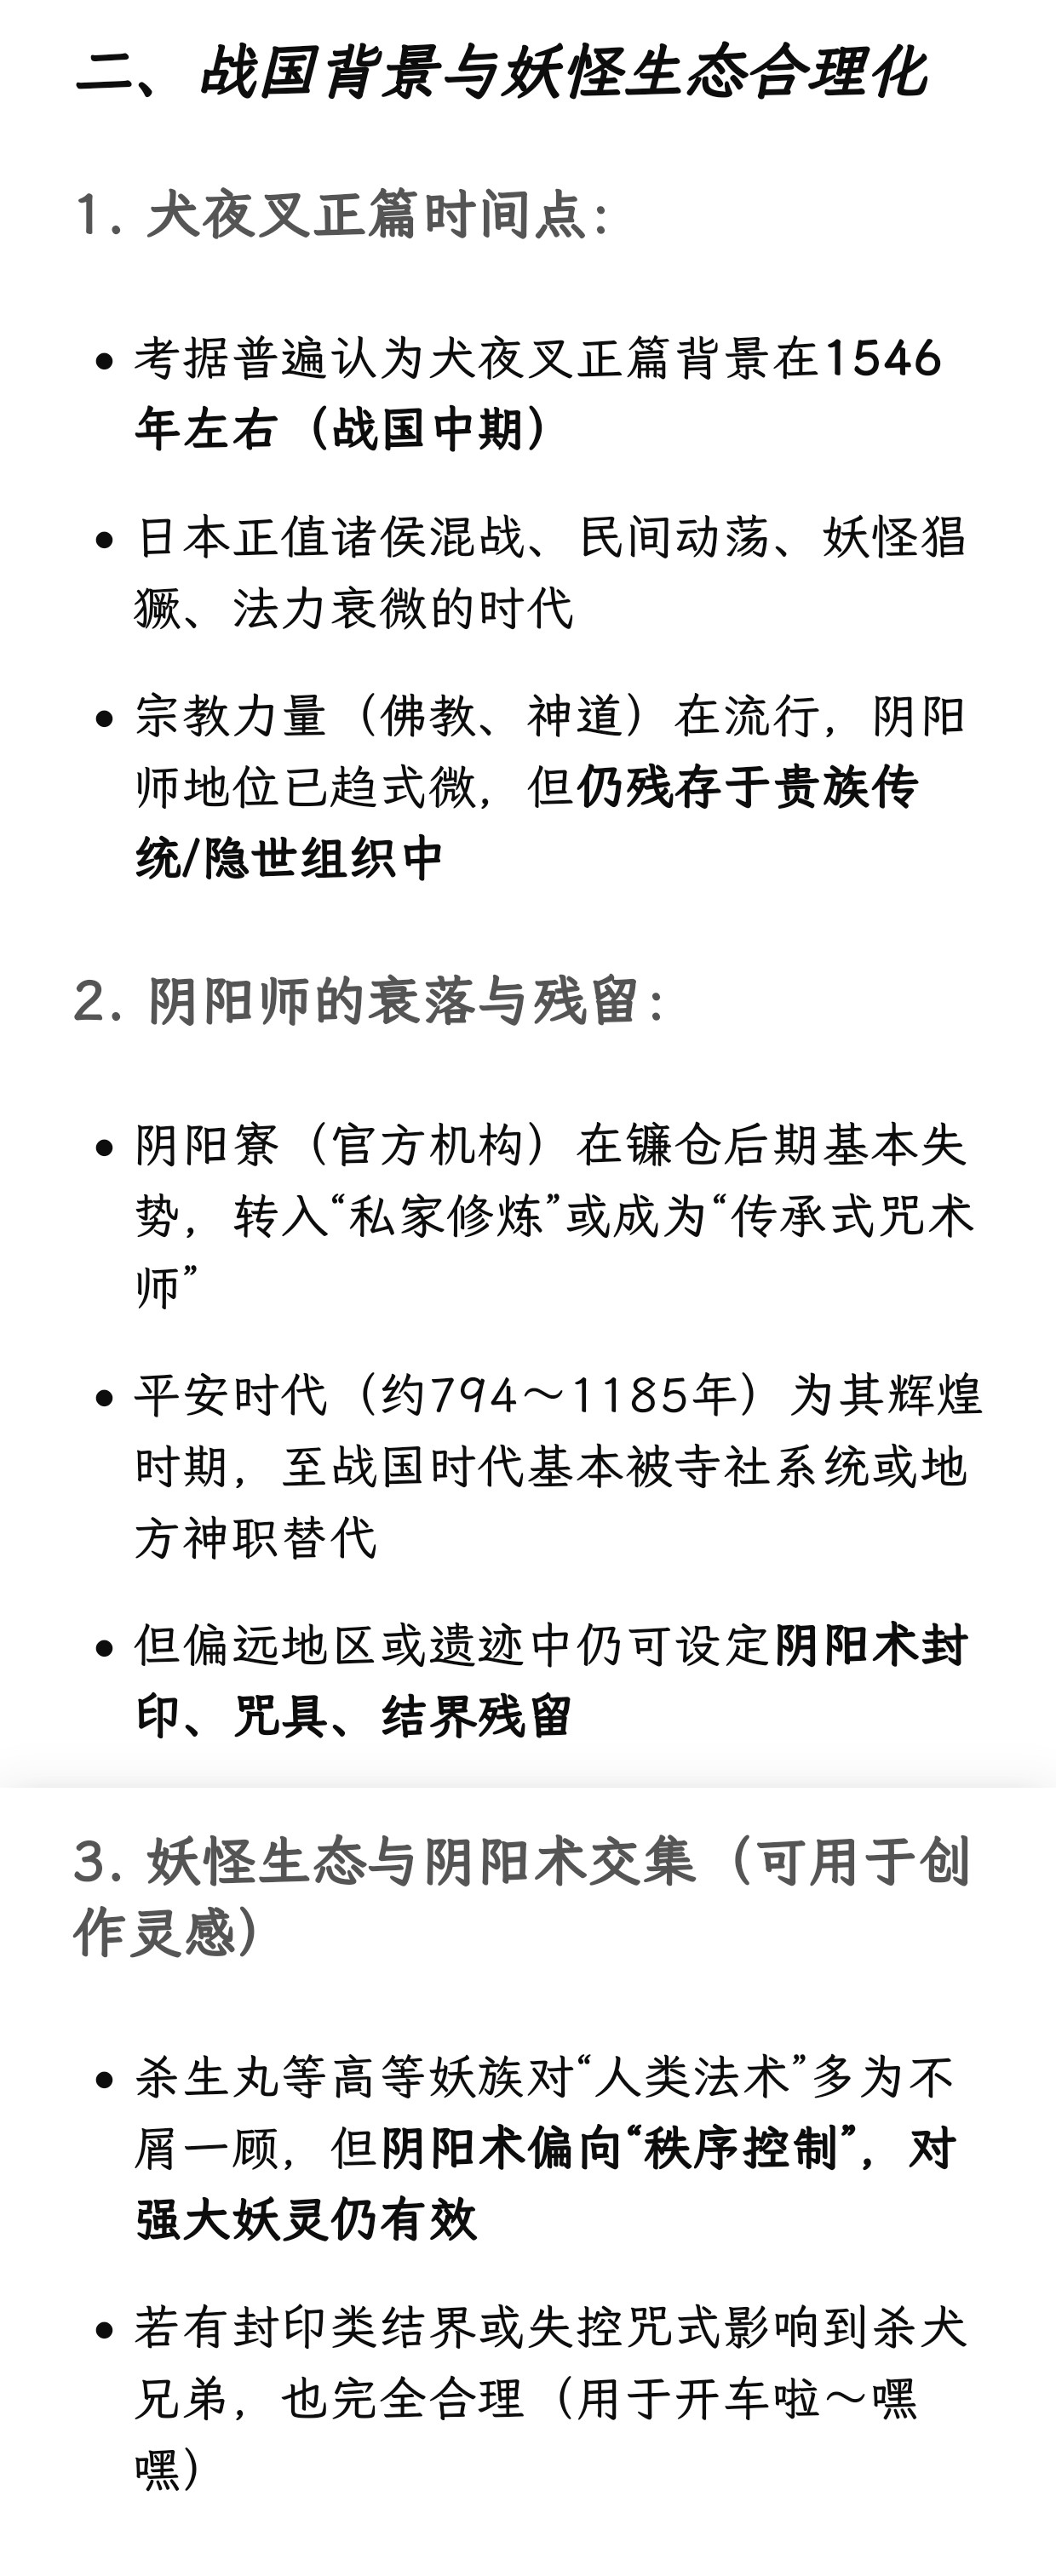 二、战国背景与妖怪生态合理化
1. 犬夜叉正篇时间点：
• 考据普遍认为犬夜叉正篇背景在1546
年左右（战国中期）
• 日本正值诸侯混战、民间动荡、妖怪猖
獗、法力衰微的时代
• 宗教力量（佛教、神道）在流行，阴阳
师地位已趋式微，但仍残存于贵族传
统/隐世组织中
2. 阴阳师的衰落与残留：
• 阴阳寮（官方机构）在镰仓后期基本失
势，转入“私家修炼”或成为“传承式咒术
师”
• 平安时代（约794～1185年）为其辉煌
时期，至战国时代基本被寺社系统或地
方神职替代
• 但偏远地区或遗迹中仍可设定阴阳术封
印、咒具、结界残留
3. 妖怪生态与阴阳术交集（可用于创
作灵感）
• 杀生丸等高等妖族对“人类法术”多为不
屑一顾，但阴阳术偏向“秩序控制”，对
强大妖灵仍有效
• 若有封印类结界或失控咒式影响到杀犬
兄弟，也完全合理（用于开车啦～嘿
嘿）